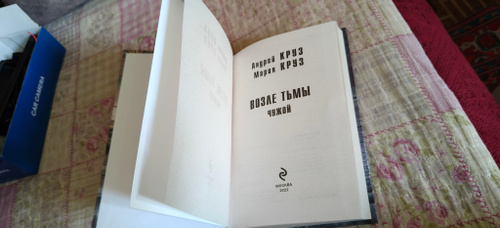 CAR CAMERA
Андрей КРУЗ
Мария КРУЗ
ВОЗЛЕ ТЬМЫ
ЧУЖОЙ
МОСКВА